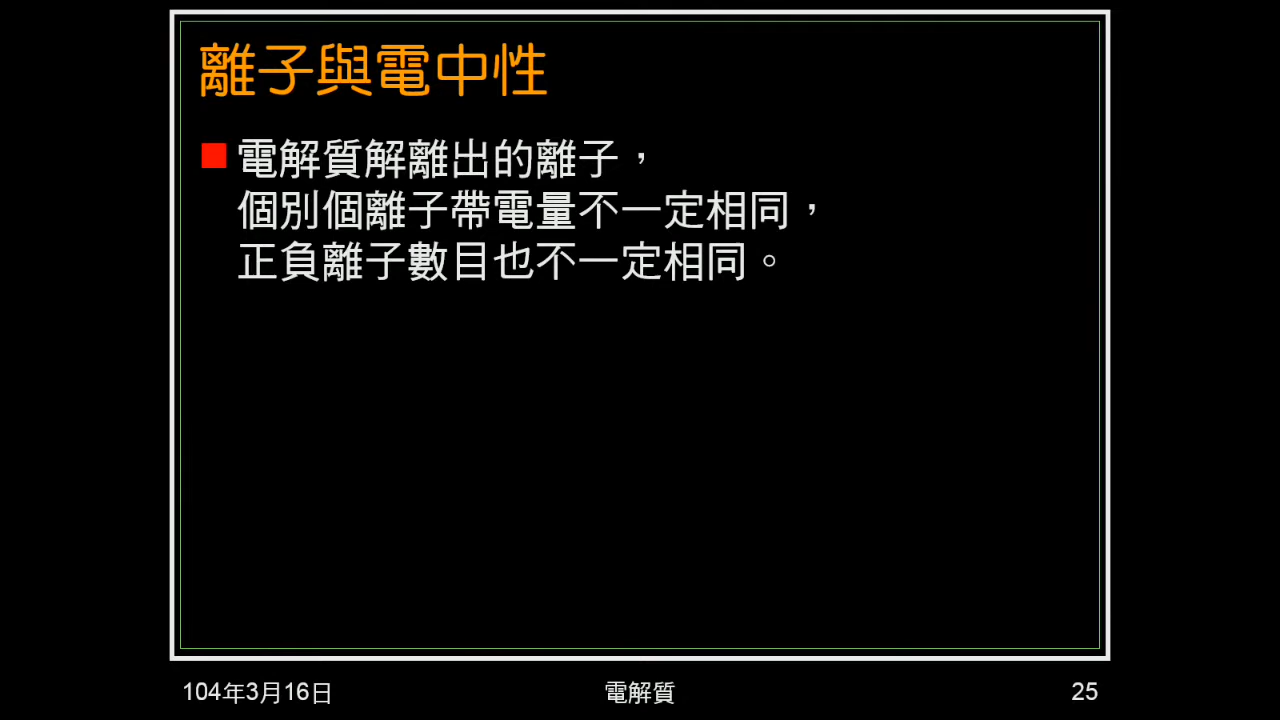 離子與電中性
電解質解離出的離子，
個別個離子帶電量不一定相同，
正負離子數目也不一定相同。
104年3月16日
電解質
25